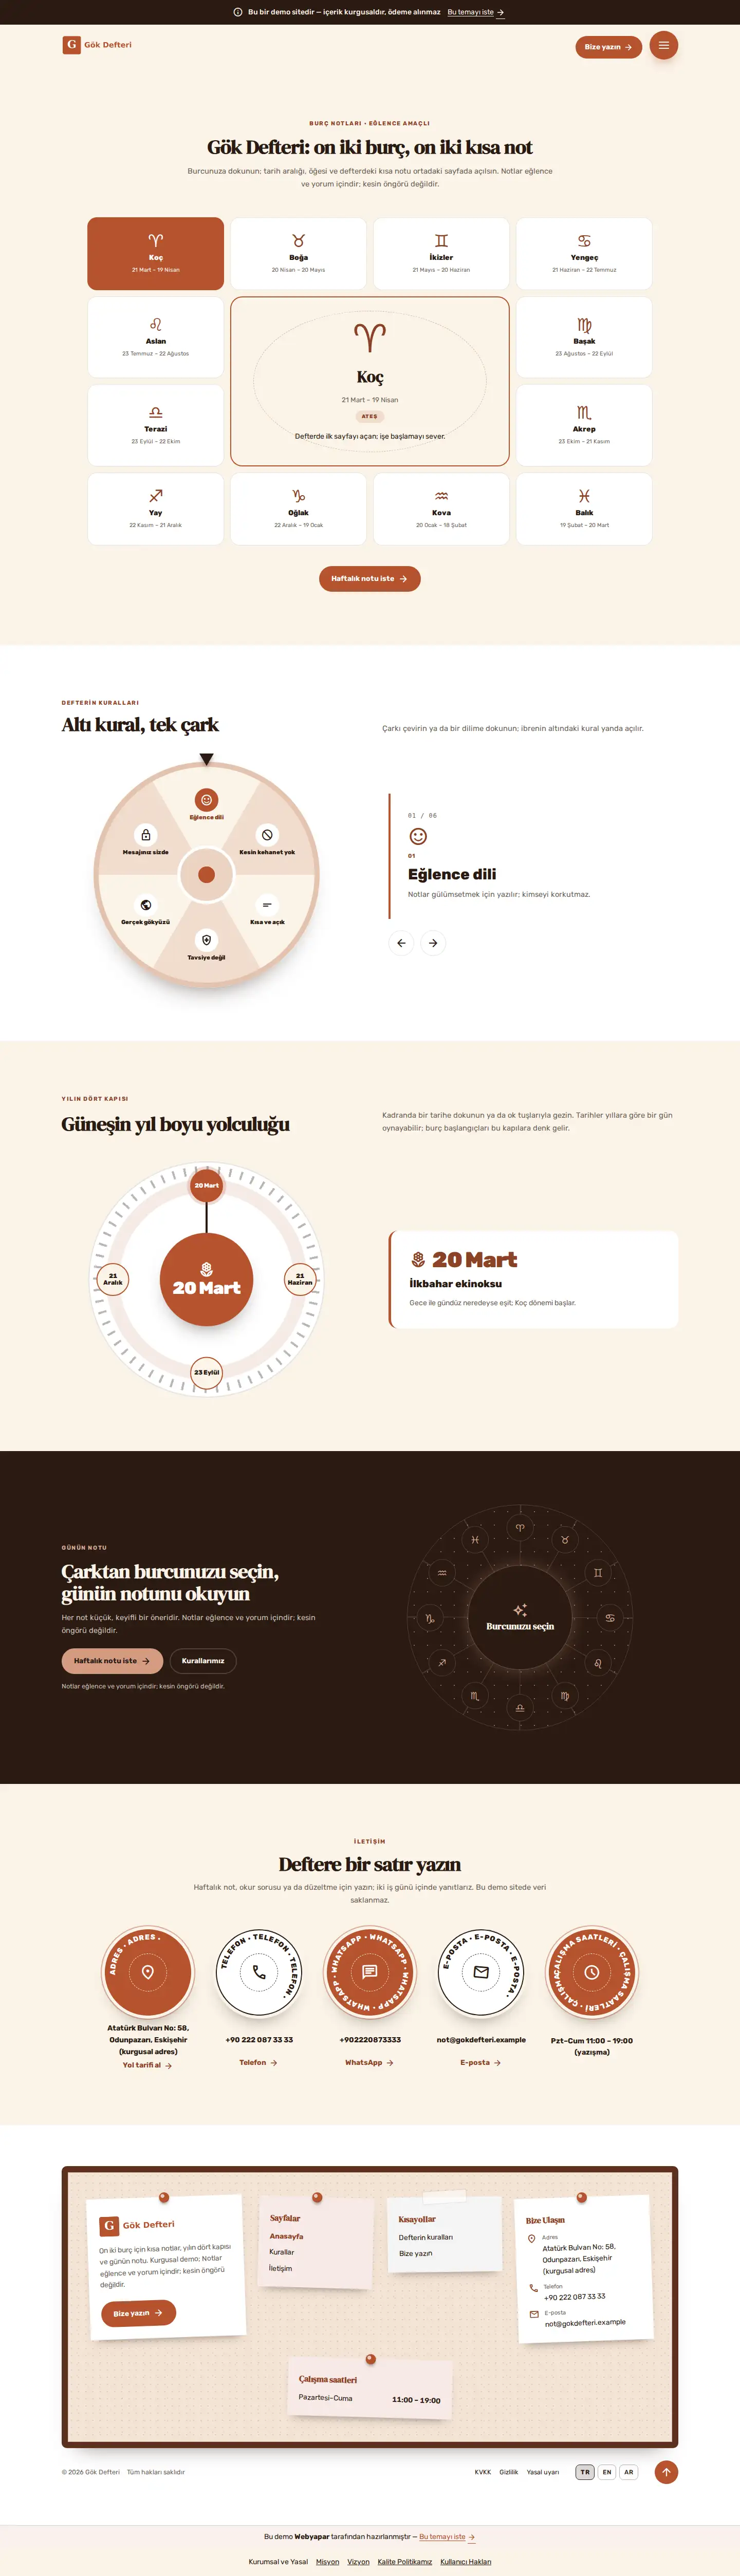 Bu bir demo sitedir — içerik kurgusaldır, ödeme alınmaz Bu temayı iste →
G Gök Defteri
Bize yazın →
BURÇ NOTLARI • EĞLENCE AMAÇLI
Gök Defteri: on iki burç, on iki kısa not
Burcunuza dokunun; tarih aralığı, öğesi ve defterdeki kısa notu ortadaki sayfada açılsın. Notlar eğlence
ve yorum içindir; kesin öngörü değildir.
Koç
21 Mart – 19 Nisan
Boğa
20 Nisan – 20 Mayıs
İkizler
21 Mayıs – 20 Haziran
Yengeç
21 Haziran – 22 Temmuz
Aslan
23 Temmuz – 22 Ağustos
Koç
21 Mart – 19 Nisan
ATEŞ
Defterde ilk sayfayı açan; işe başlamayı sever.
Başak
23 Ağustos – 22 Eylül
Terazi
23 Eylül – 22 Ekim
Akrep
23 Ekim – 21 Kasım
Yay
22 Kasım – 21 Aralık
Oğlak
22 Aralık – 19 Ocak
Kova
20 Ocak – 18 Şubat
Balık
19 Şubat – 20 Mart
Haftalık notu iste →
DEFTERİN KURALLARI
Altı kural, tek çark
Çarkı çevirin ya da bir dilime dokunun; ibrenin altındaki kural yanda açılır.
Eğlence dili
Mesajınız sizde
Kesin kehanet yok
Gerçek gökyüzü
Kısa ve açık
Tavsiye değil
01 / 06
01
Eğlence dili
Notlar gülümsetmek için yazılır; kimseyi korkutmaz.
YILIN DÖRT KAPISI
Güneşin yıl boyu yolculuğu
Kadranda bir tarihe dokunun ya da ok tuşlarıyla gezin. Tarihler yıllara göre bir gün
oynayabilir; burç başlangıçları bu kapılara denk gelir.
20 Mart
21
Aralık
20 Mart
21
Haziran
23 Eylül
20 Mart
İlkbahar ekinoksu
Gece ile gündüz neredeyse eşit; Koç dönemi başlar.
GÜNÜN NOTU
Çarktan burcunuzu seçin,
günün notunu okuyun
Her not küçük, keyifli bir öneridir. Notlar eğlence ve yorum içindir; kesin
öngörü değildir.
Haftalık notu iste →
Kurallarımız
Notlar eğlence ve yorum içindir; kesin öngörü değildir.
Burcunuzu seçin
İLETİŞİM
Deftere bir satır yazın
Haftalık not, okur sorusu ya da düzeltme için yazın; iki iş günü içinde yanıtlarız. Bu demo sitede veri
saklanmaz.
ADRES • ADRES •
TELEFON • TELEFON • TELEFON •
WHATSAPP • WHATSAPP • WHATSAPP • WHATSAPP •
E-POSTA • E-POSTA • E-POSTA •
ÇALIŞMA SAATLERİ • ÇALIŞMA SAATLERİ • ÇALIŞMA
Atatürk Bulvarı No: 58,
Odunpazarı, Eskişehir
(kurgusal adres)
Yol tarifi al →
+90 222 087 33 33
Telefon →
+902220873333
WhatsApp →
not@gokdefteri.example
E-posta →
Pzt–Cum 11:00 – 19:00
(yazışma)
G Gök Defteri
On iki burç için kısa notlar, yılın dört kapısı
ve günün notu. Kurgusal demo; Notlar
eğlence ve yorum içindir; kesin öngörü
değildir.
Bize yazın →
Sayfalar
Anasayfa
Kurallar
İletişim
Kısayollar
Defterin kuralları
Bize yazın
Bize Ulaşın
Adres
Atatürk Bulvarı No: 58,
Odunpazarı, Eskişehir
(kurgusal adres)
Telefon
+90 222 087 33 33
E-posta
not@gokdefteri.example
Çalışma saatleri
Pazartesi–Cuma 11:00 – 19:00
© 2026 Gök Defteri Tüm hakları saklıdır
KVKK Gizlilik Yasal uyarı
TR EN AR
Bu demo Webyapar tarafından hazırlanmıştır — Bu temayı iste →
Kurumsal ve Yasal Misyon Vizyon Kalite Politikamız Kullanıcı Hakları